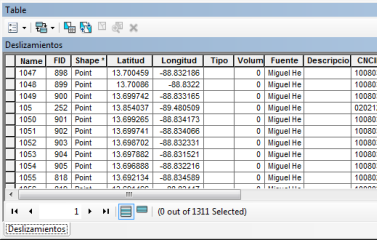 Table
Deslizamientos
Name FID Shape * Latitud Longitud Tipo Volum Fuente Descripcio CNCI
1047 898 Point 13.700459 -88.832186 0 Miguel He 10080
1048 899 Point 13.70086 -88.8322 0 Miguel He 10080
1049 900 Point 13.699742 -88.833165 0 Miguel He 10080
105 252 Point 13.854037 -89.480509 0 Miguel He 02021
1050 901 Point 13.699265 -88.834173 0 Miguel He 10080
1051 902 Point 13.699741 -88.834066 0 Miguel He 10080
1052 903 Point 13.698702 -88.832331 0 Miguel He 10080
1053 904 Point 13.697882 -88.831521 0 Miguel He 10080
1054 905 Point 13.696888 -88.832216 0 Miguel He 10080
1055 818 Point 13.692134 -88.834589 0 Miguel He 10080
1 (0 out of 1311 Selected)
Deslizamientos